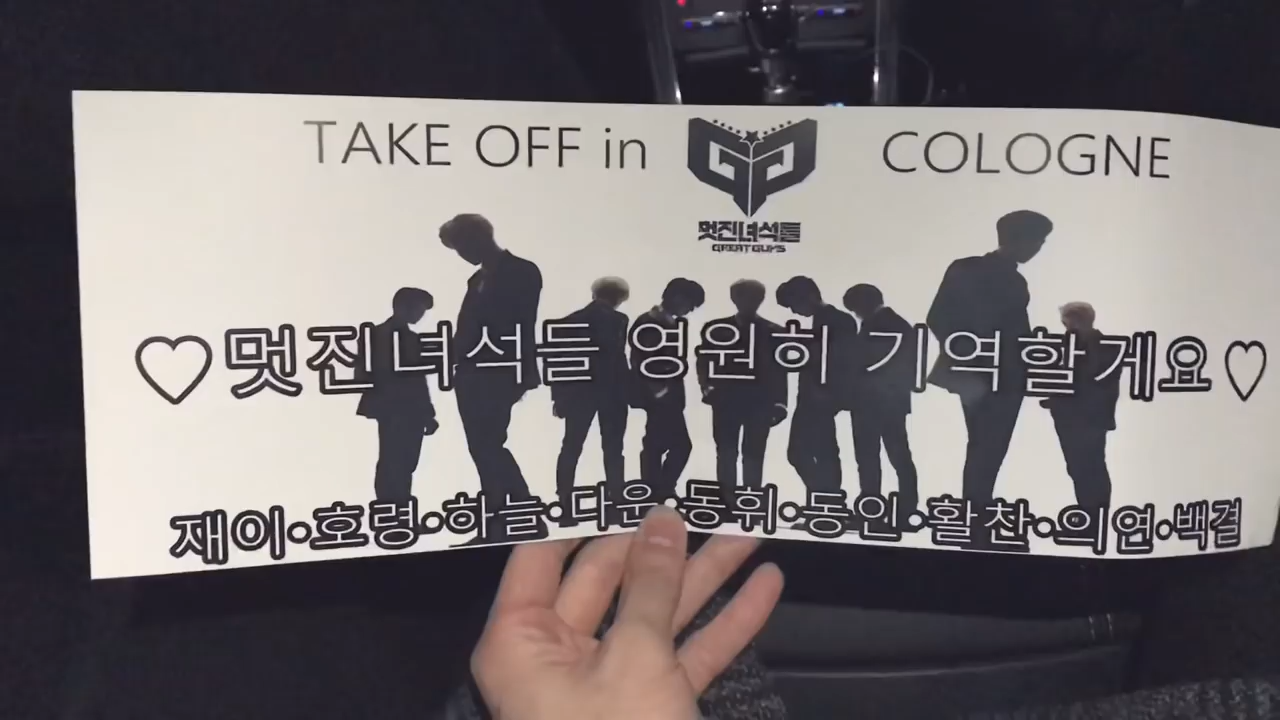 TAKE OFF in COLOGNE
멋진녀석들
GREAT GUYS
♡멋진녀석들 영원히 기억할게요♡
재이•호령•하늘•다운•동휘•동인•활찬•의연•백결